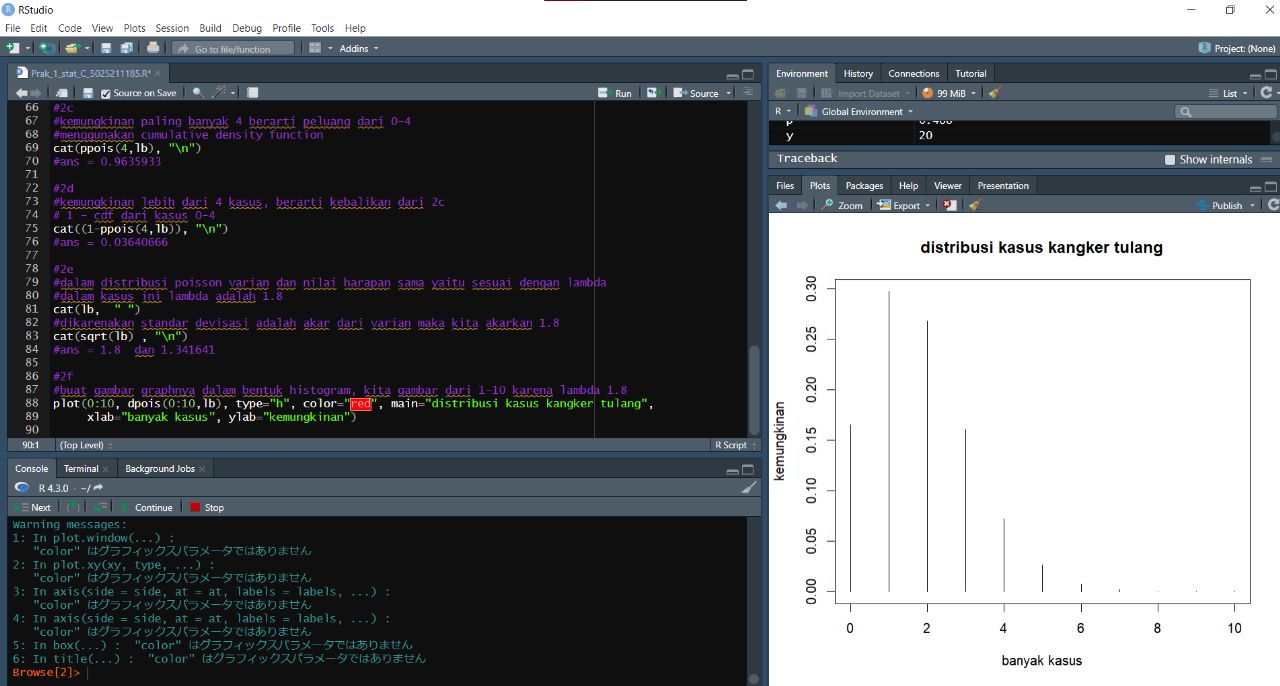 RStudio
File Edit Code View Plots Session Build Debug Profile Tools Help
Go to file/function Addins Project: (None)
Prak_1_stat_C_5025211185.R*
Source on Save Run Source
66 #2c
67 #kemungkinan paling banyak 4 berarti peluang dari 0-4
68 #menggunakan cumulative density function
69 cat(ppois(4,lb), "\n")
70 #ans = 0.9635933
71
72 #2d
73 #kemungkinan lebih dari 4 kasus, berarti kebalikan dari 2c
74 # 1 - cdf dari kasus 0-4
75 cat((1-ppois(4,lb)), "\n")
76 #ans = 0.03640666
77
78 #2e
79 #dalam distribusi poisson varian dan nilai harapan sama yaitu sesuai dengan lambda
80 #dalam kasus ini lambda adalah 1.8
81 cat(lb, " ")
82 #dikarenakan standar devisasi adalah akar dari varian maka kita akarkan 1.8
83 cat(sqrt(lb) , "\n")
84 #ans = 1.8  dan 1.341641
85
86 #2f
87 #buat gambar graphnya dalam bentuk histogram, kita gambar dari 1-10 karena lambda 1.8
88 plot(0:10, dpois(0:10,lb), type="h", color="red", main="distribusi kasus kangker tulang",
89 xlab="banyak kasus", ylab="kemungkinan")
90
90:1 (Top Level) R Script
Console Terminal Background Jobs
R 4.3.0 · ~/
Next Continue Stop
Warning messages:
1: In plot.window(...) :
"color" はグラフィックスパラメータではありません
2: In plot.xy(xy, type, ...) :
"color" はグラフィックスパラメータではありません
3: In axis(side = side, at = at, labels = labels, ...) :
"color" はグラフィックスパラメータではありません
4: In axis(side = side, at = at, labels = labels, ...) :
"color" はグラフィックスパラメータではありません
5: In box(...) :  "color" はグラフィックスパラメータではありません
6: In title(...) :  "color" はグラフィックスパラメータではありません
Browse[2]>
Environment History Connections Tutorial
Import Dataset 99 MiB List
R Global Environment
y 20
Traceback Show internals
Files Plots Packages Help Viewer Presentation
Zoom Export Publish
distribusi kasus kangker tulang
kemungkinan
0.30
0.25
0.20
0.15
0.10
0.05
0.00
0 2 4 6 8 10
banyak kasus